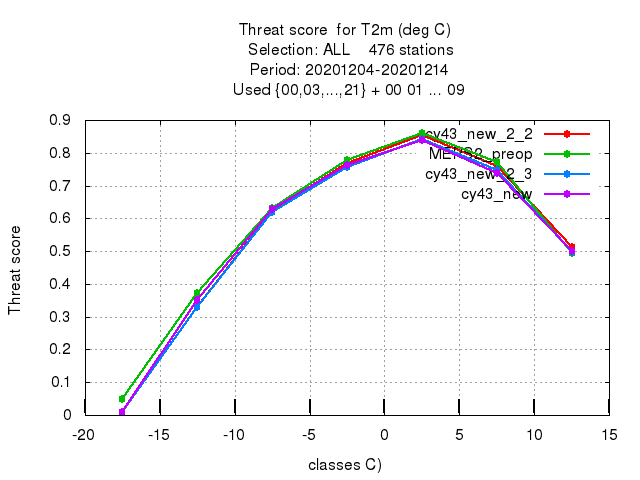 Threat score for T2m (deg C)
Selection: ALL 476 stations
Period: 20201204-20201214
Used {00,03,...,21} + 00 01 ... 09
0.9
0.8
0.7
0.6
0.5
0.4
0.3
0.2
0.1
0
Threat score
cy43_new_2_2
preop
cy43_new_2_3
cy43_new
-20
-15
-10
-5
0
5
10
15
classes C)